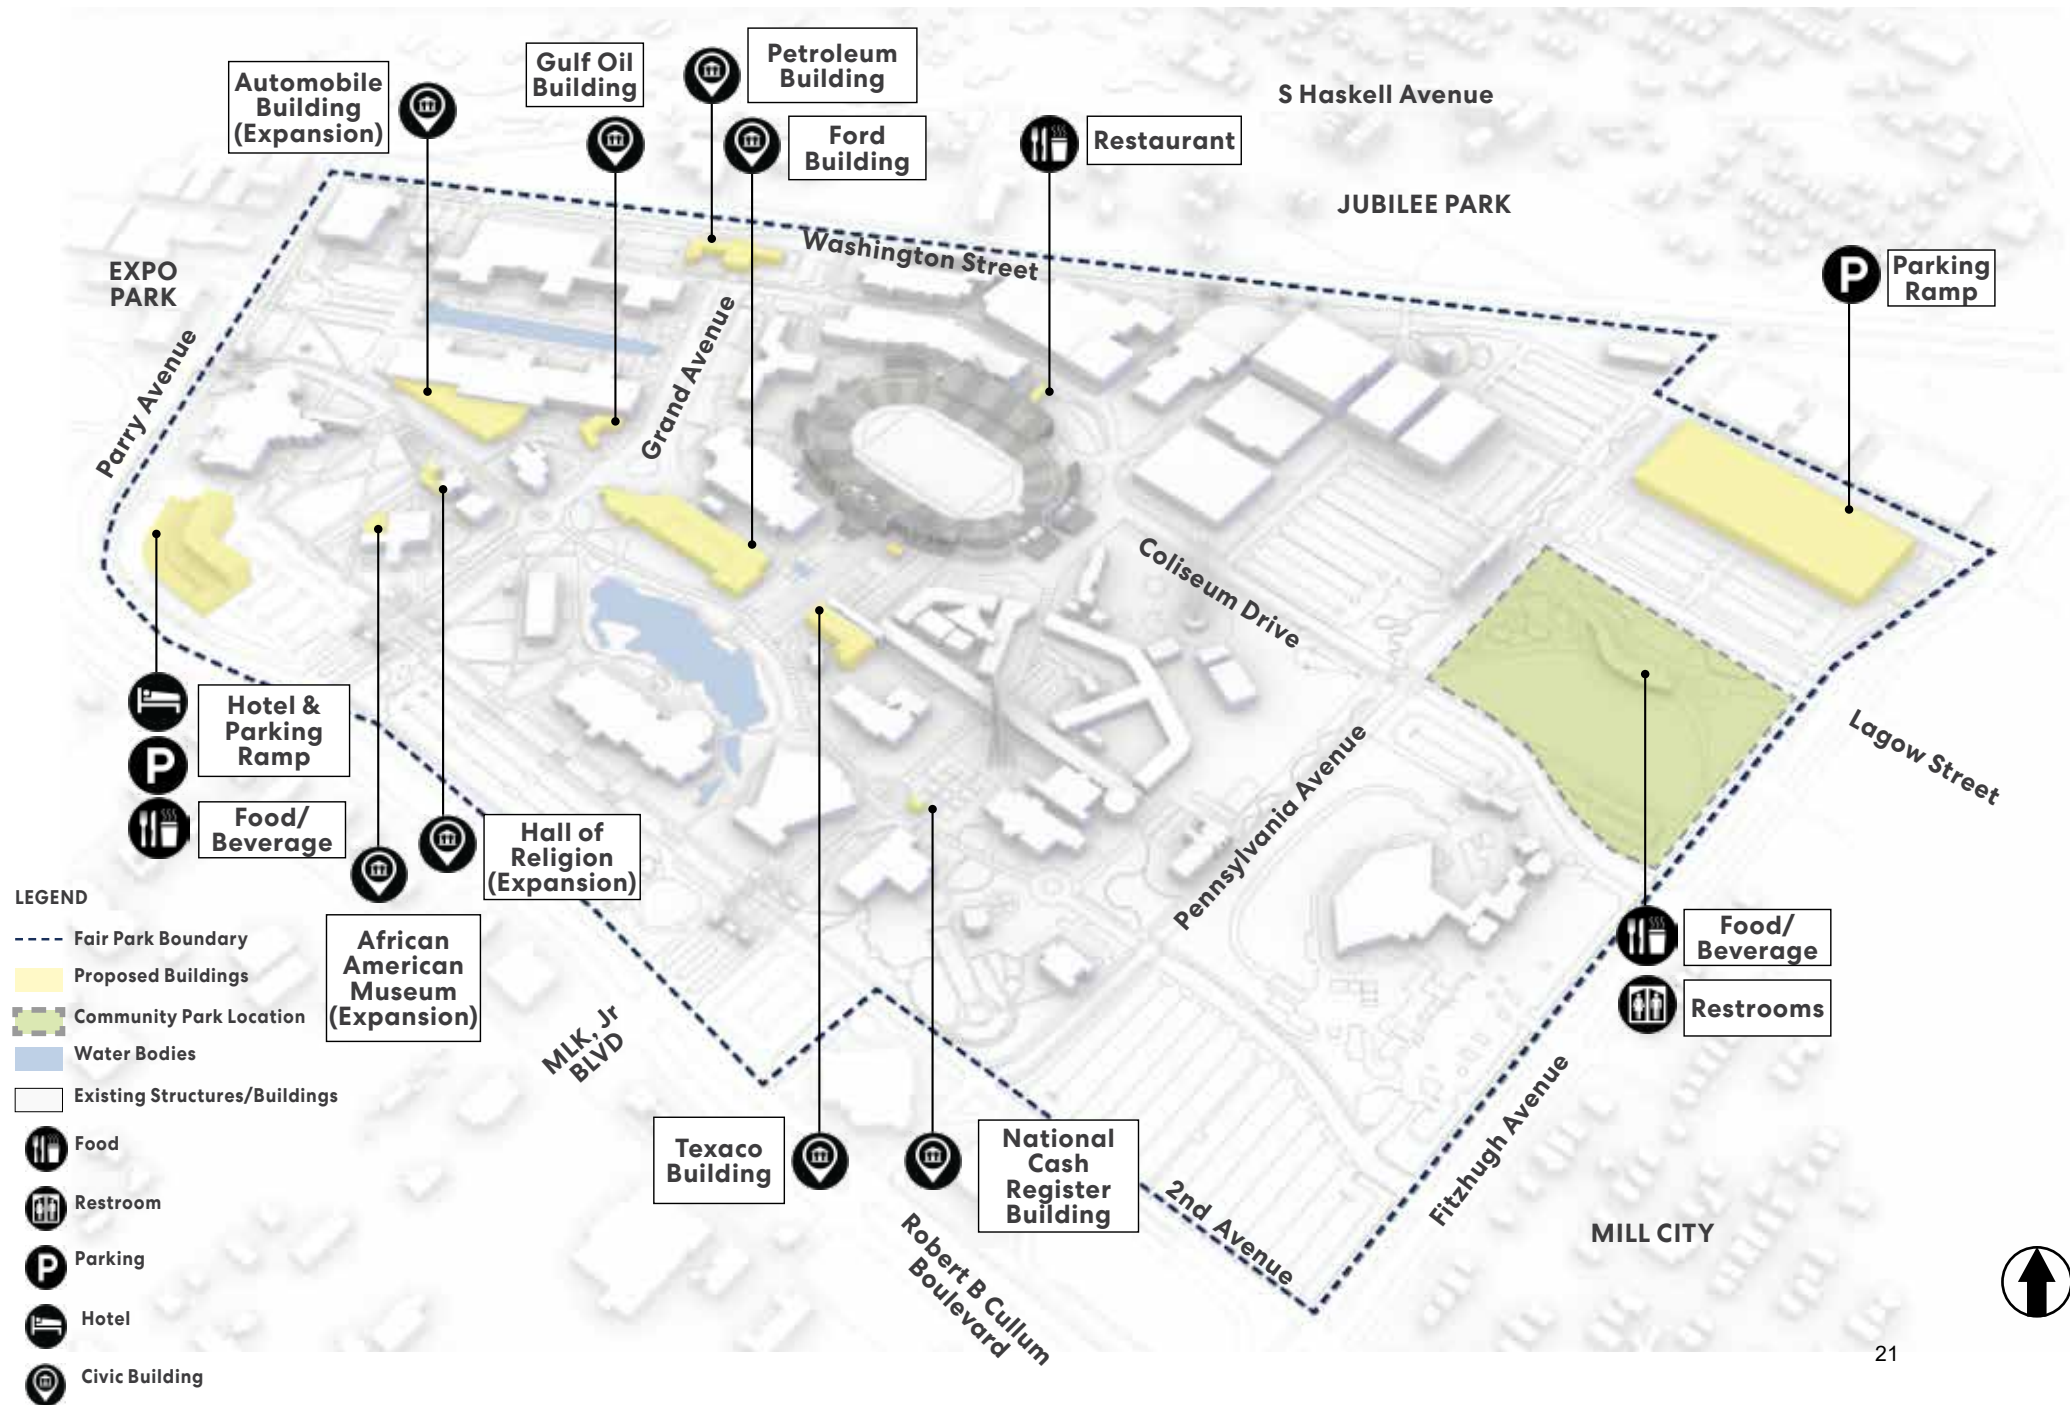 Automobile
Building
(Expansion)
Gulf Oil
Building
Petroleum
Building
Ford
Building
Restaurant
S Haskell Avenue
JUBILEE PARK
P
Parking
Ramp
EXPO
PARK
Washington Street
Parry Avenue
Grand Avenue
Coliseum Drive
Pennsylvania Avenue
Lagow Street
Hotel &
Parking
Ramp
P
Food/
Beverage
Hall of
Religion
(Expansion)
African
American
Museum
(Expansion)
Food/
Beverage
Restrooms
MLK, Jr
BLVD
Texaco
Building
National
Cash
Register
Building
Robert B Cullum
Boulevard
2nd Avenue
Fitzhugh Avenue
MILL CITY
LEGEND
Fair Park Boundary
Proposed Buildings
Community Park Location
Water Bodies
Existing Structures/Buildings
Food
Restroom
P
Parking
Hotel
Civic Building
21